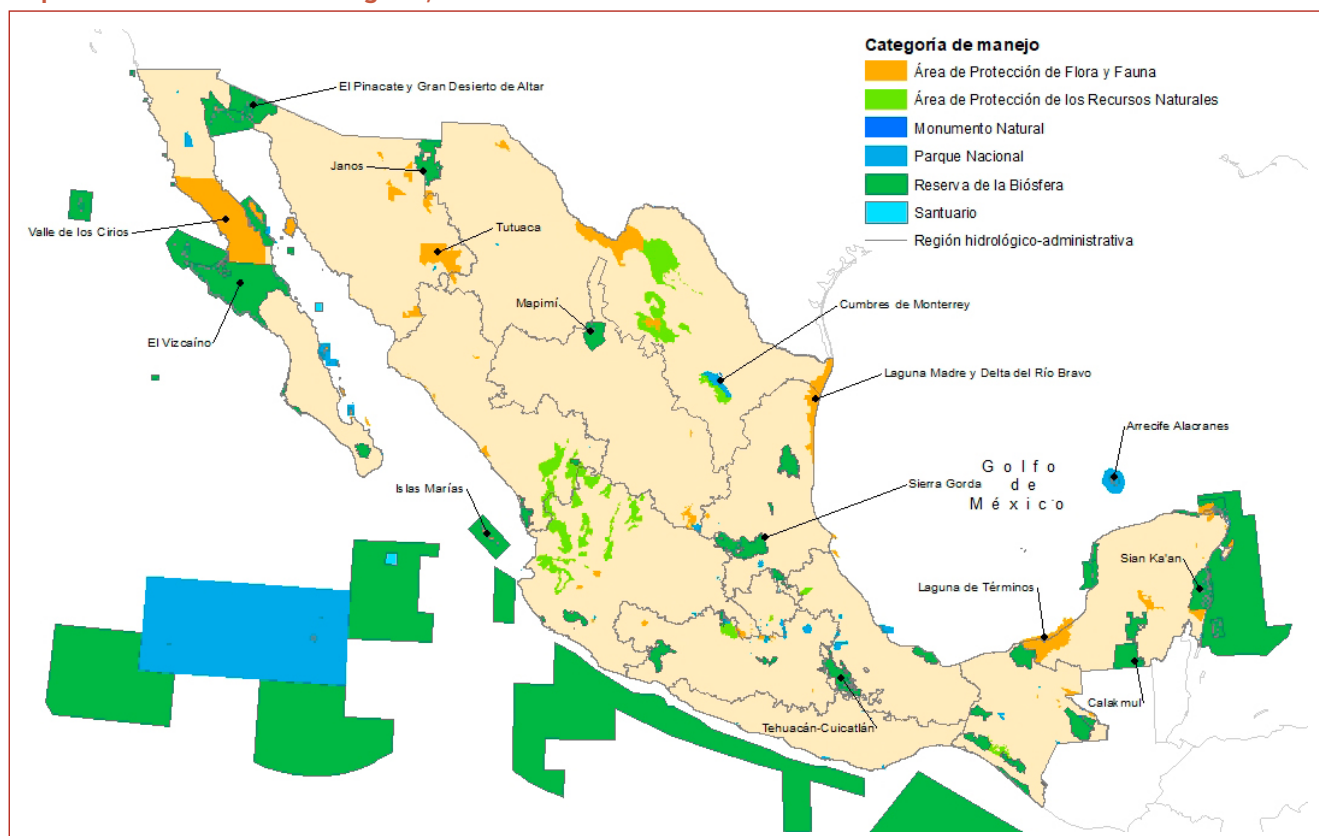 Categoría de manejo
Área de Protección de Flora y Fauna
Área de Protección de los Recursos Naturales
Monumento Natural
Parque Nacional
Reserva de la Biósfera
Santuario
Región hidrológico-administrativa
El Pinacate y Gran Desierto de Altar
Janos
Valle de los Cirios
Tutuaca
Mapimí
Cumbres de Monterrey
El Vizcaíno
Laguna Madre y Delta del Río Bravo
Arrecife Alacranes
Golfo
de
México
Sierra Gorda
Islas Marías
Sian Ka'an
Laguna de Términos
Calakmul
Tehuacán-Cuicatlán